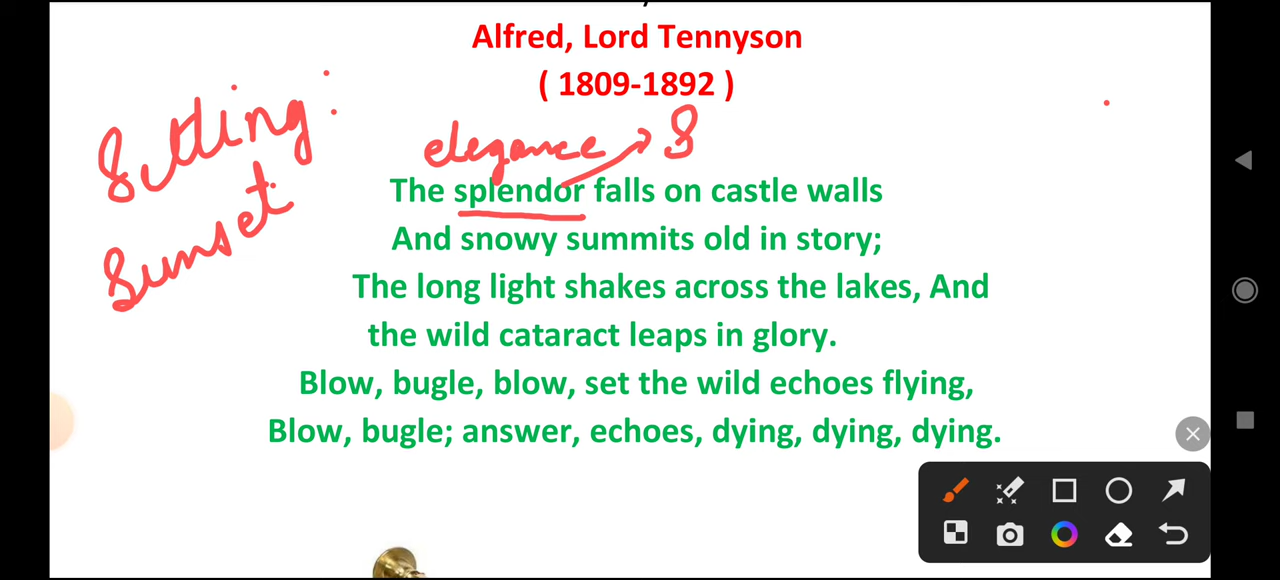 Alfred, Lord Tennyson
( 1809-1892 )
Setting:
Sunset
elegance → S
The splendor falls on castle walls
And snowy summits old in story;
The long light shakes across the lakes, And
the wild cataract leaps in glory.
Blow, bugle, blow, set the wild echoes flying,
Blow, bugle; answer, echoes, dying, dying, dying.